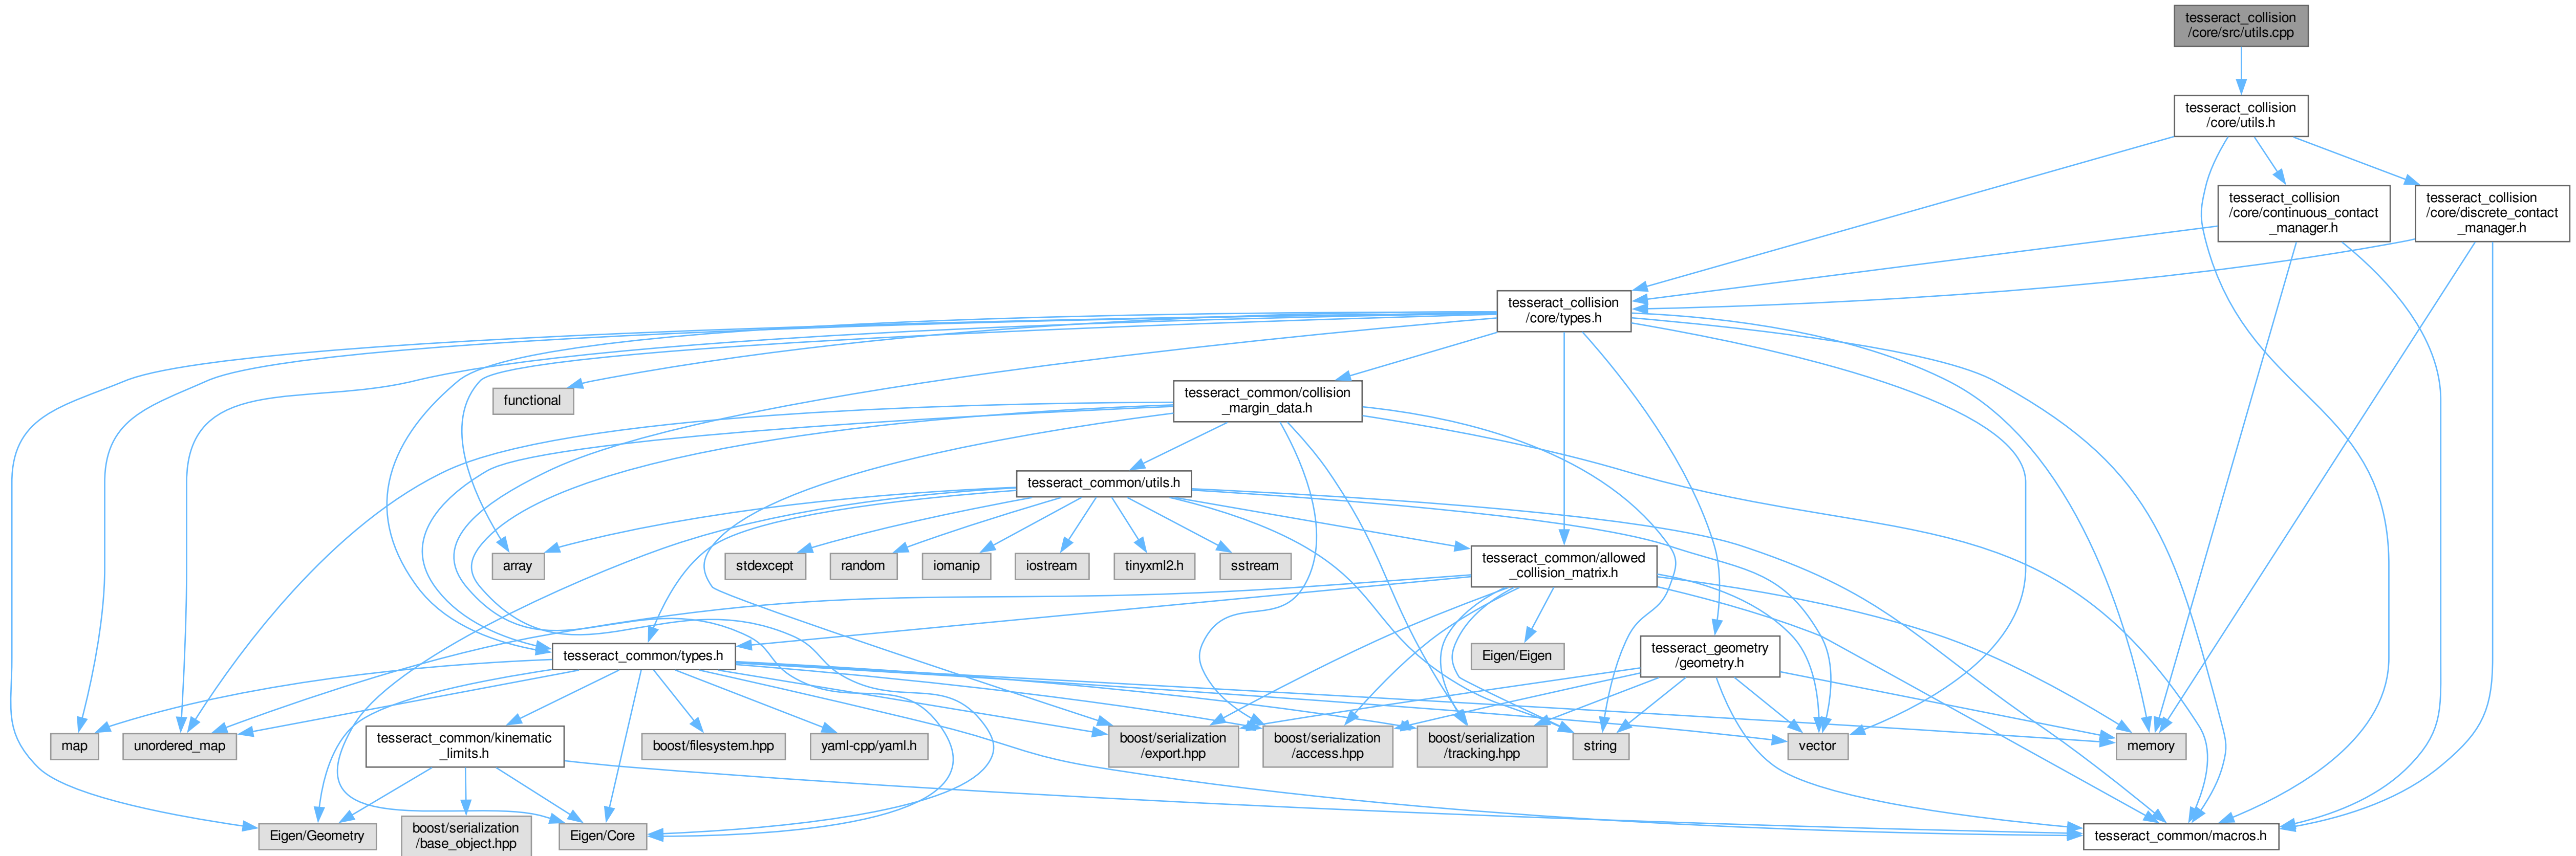 tesseract_collision
/core/src/utils.cpp
tesseract_collision
/core/utils.h
tesseract_collision
/core/continuous_contact
_manager.h
tesseract_collision
/core/discrete_contact
_manager.h
tesseract_collision
/core/types.h
functional
tesseract_common/collision
_margin_data.h
tesseract_common/utils.h
array
stdexcept
random
iomanip
iostream
tinyxml2.h
sstream
tesseract_common/allowed
_collision_matrix.h
tesseract_common/types.h
Eigen/Eigen
tesseract_geometry
/geometry.h
map
unordered_map
tesseract_common/kinematic
_limits.h
boost/filesystem.hpp
yaml-cpp/yaml.h
boost/serialization
/export.hpp
boost/serialization
/access.hpp
boost/serialization
/tracking.hpp
string
vector
memory
Eigen/Geometry
boost/serialization
/base_object.hpp
Eigen/Core
tesseract_common/macros.h